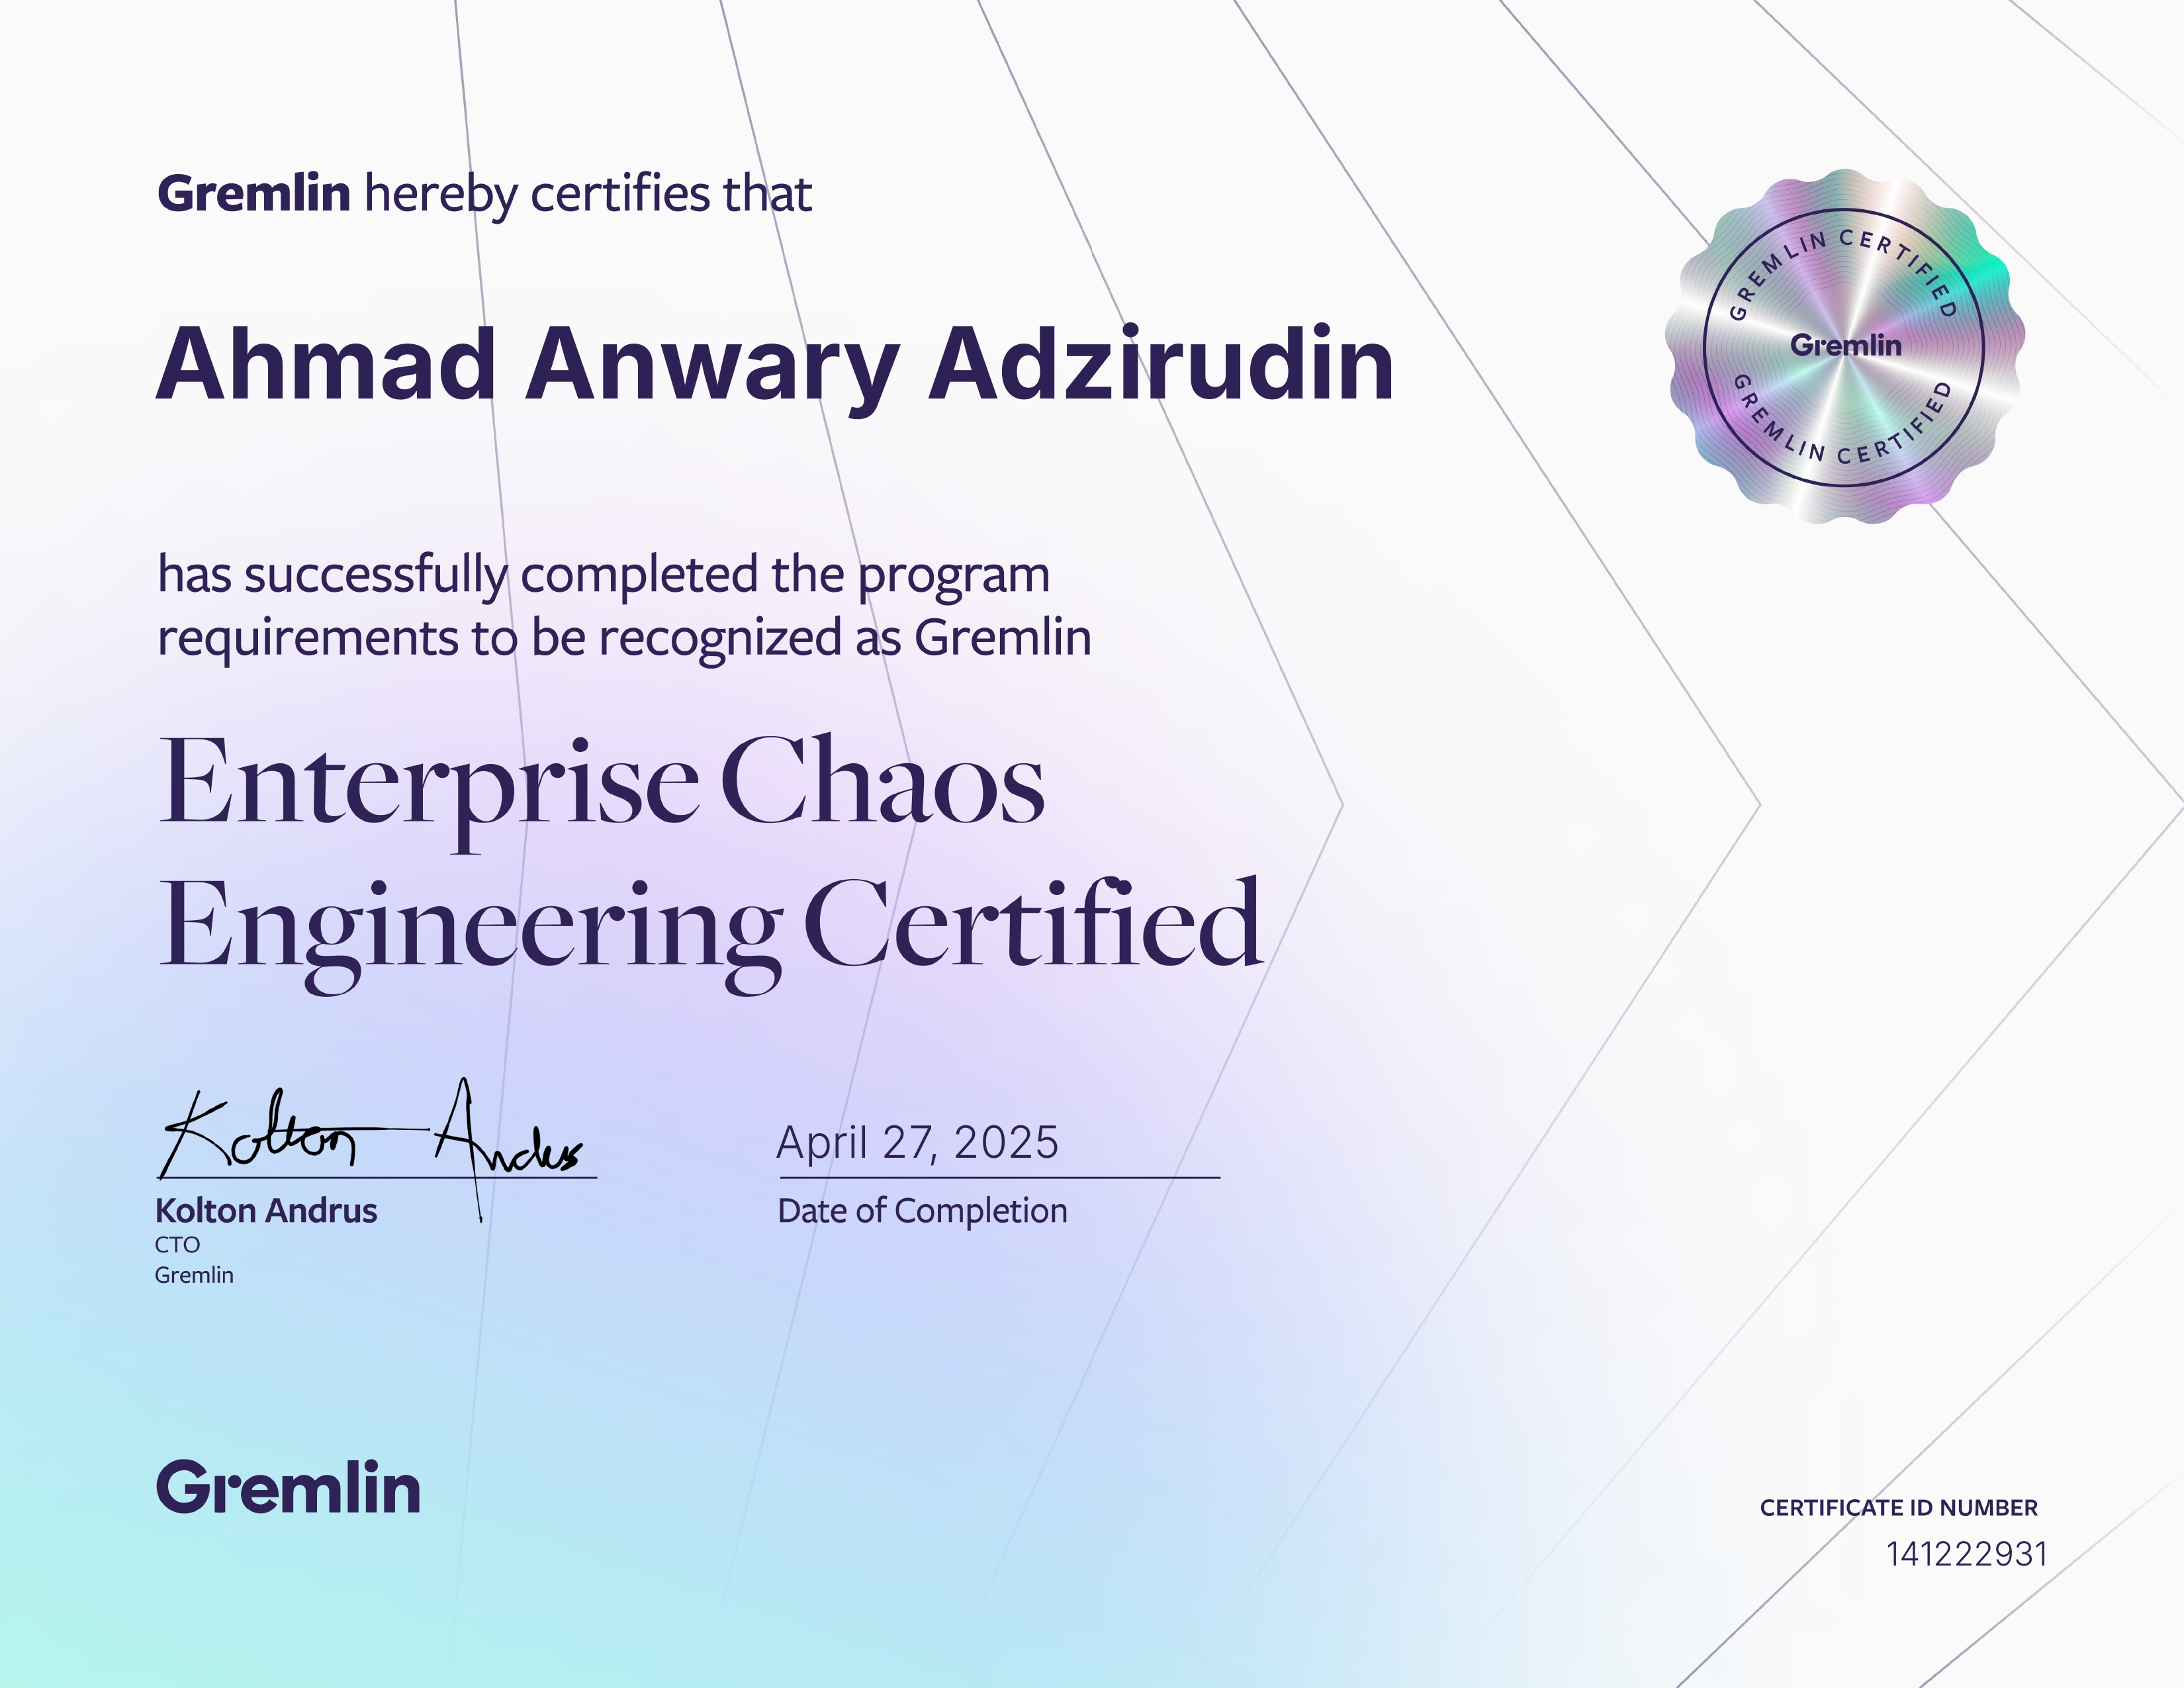 Gremlin hereby certifies that
Ahmad Anwary Adzirudin
GREMLIN CERTIFIED
Gremlin
GREMLIN CERTIFIED
has successfully completed the program
requirements to be recognized as Gremlin
Enterprise Chaos
Engineering Certified
Kolton Andrus
April 27, 2025
Kolton Andrus
Date of Completion
CTO
Gremlin
Gremlin
CERTIFICATE ID NUMBER
141222931